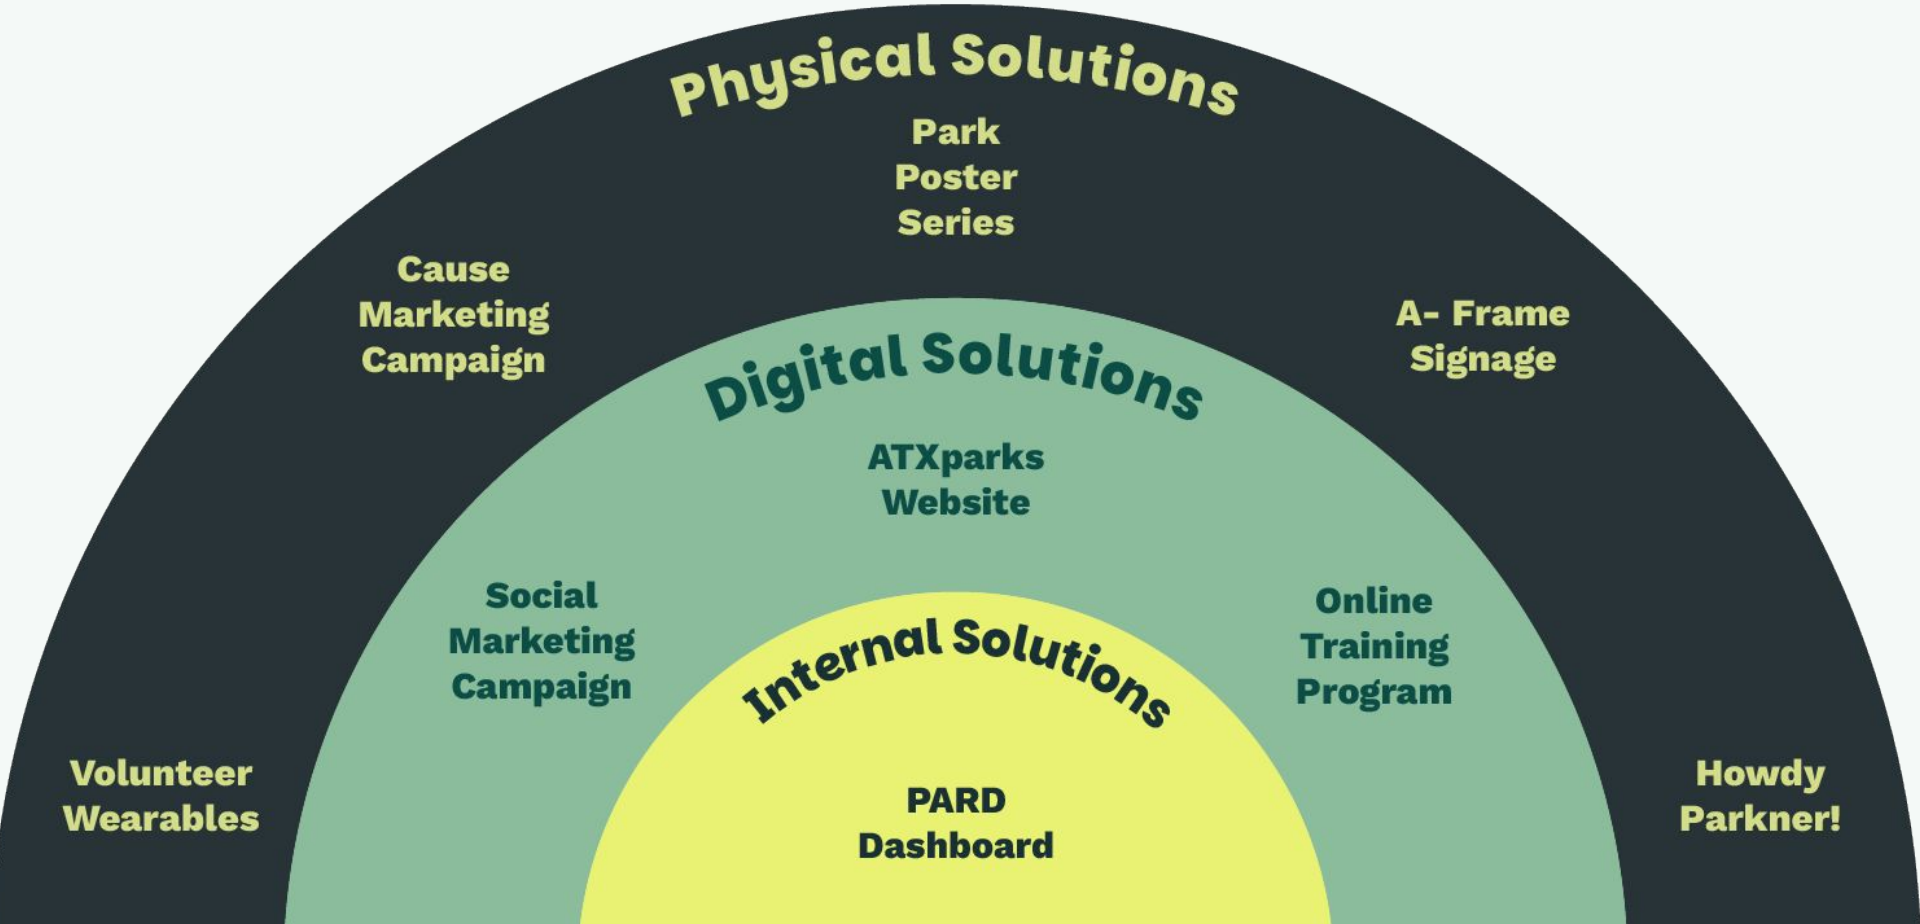 Physical Solutions
Park
Poster
Series
Cause
Marketing
Campaign
A- Frame
Signage
Volunteer
Wearables
Howdy
Parkner!
Digital Solutions
ATXparks
Website
Social
Marketing
Campaign
Online
Training
Program
Internal Solutions
PARD
Dashboard